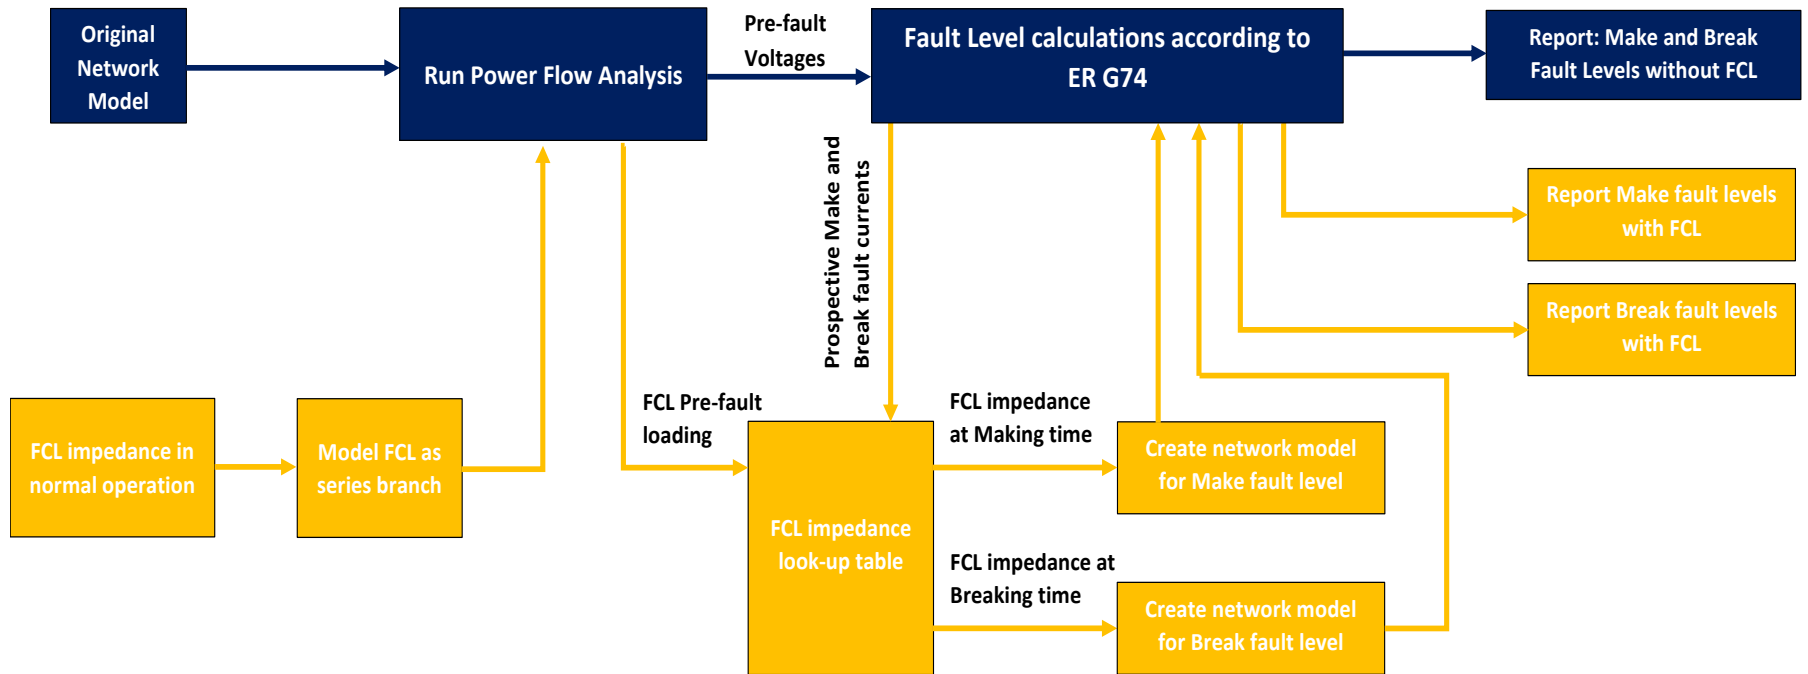 Original
Network
Model
Run Power Flow Analysis
Pre-fault
Voltages
Fault Level calculations according to
ER G74
Report: Make and Break
Fault Levels without FCL
Prospective Make and
Break fault currents
Report Make fault levels
with FCL
Report Break fault levels
with FCL
FCL impedance in
normal operation
Model FCL as
series branch
FCL Pre-fault
loading
FCL impedance
look-up table
FCL impedance
at Making time
Create network model
for Make fault level
FCL impedance at
Breaking time
Create network model
for Break fault level